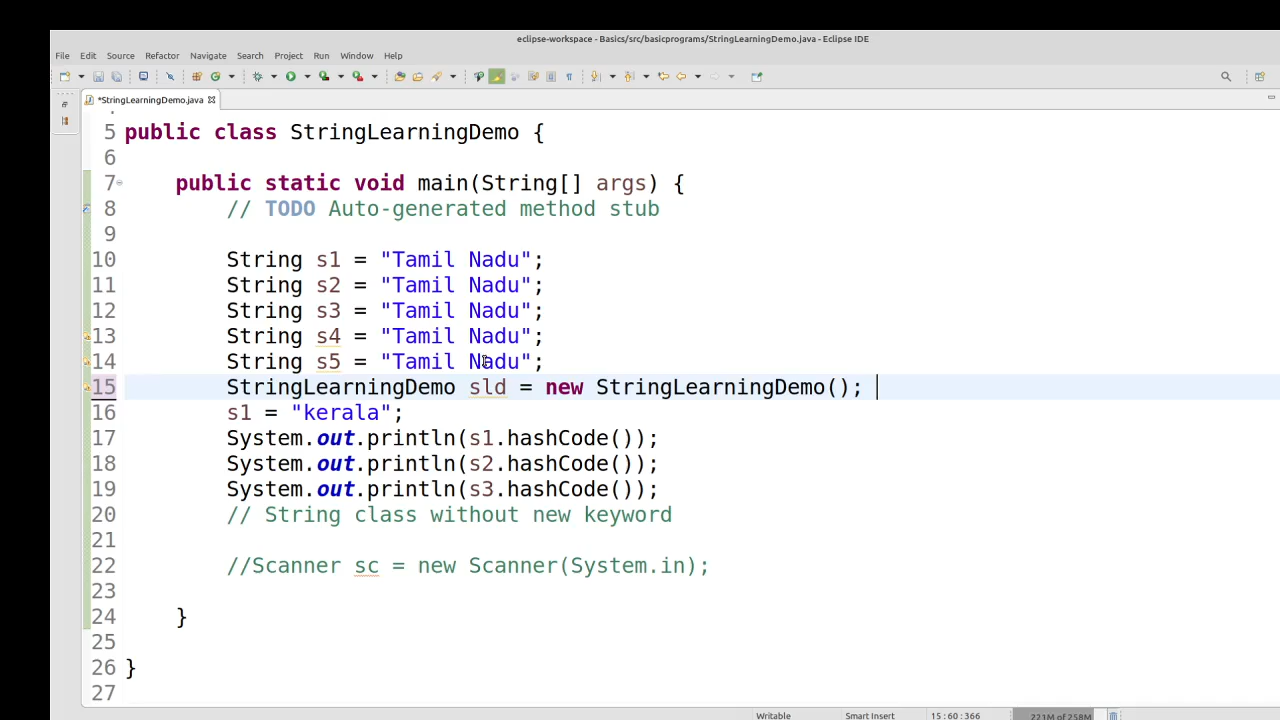 eclipse-workspace - Basics/src/basicprograms/StringLearningDemo.java - Eclipse IDE
File Edit Source Refactor Navigate Search Project Run Window Help
*StringLearningDemo.java
5 public class StringLearningDemo {
6
7 public static void main(String[] args) {
8 // TODO Auto-generated method stub
9
10 String s1 = "Tamil Nadu";
11 String s2 = "Tamil Nadu";
12 String s3 = "Tamil Nadu";
13 String s4 = "Tamil Nadu";
14 String s5 = "Tamil Nadu";
15 StringLearningDemo sld = new StringLearningDemo();
16 s1 = "kerala";
17 System.out.println(s1.hashCode());
18 System.out.println(s2.hashCode());
19 System.out.println(s3.hashCode());
20 // String class without new keyword
21
22 //Scanner sc = new Scanner(System.in);
23
24 }
25
26 }
27
Writable Smart Insert 15 : 60 : 366 221M of 258M